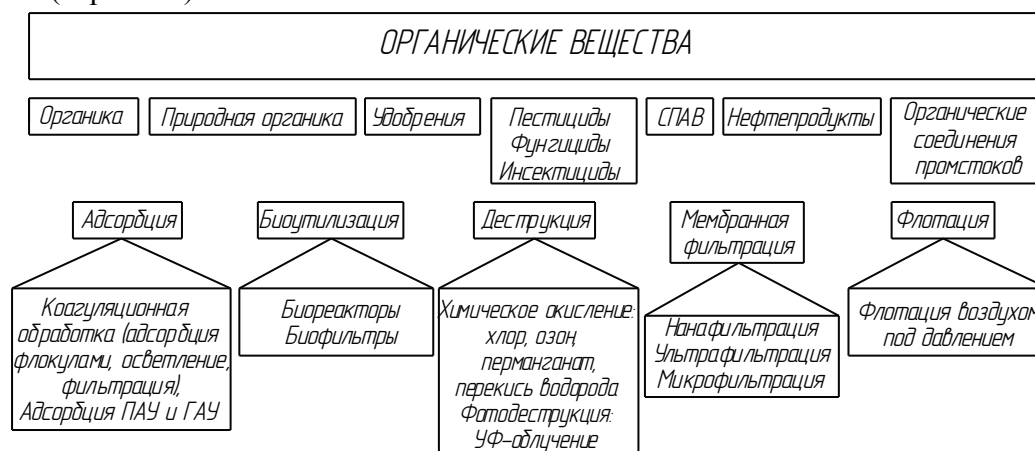 ОРГАНИЧЕСКИЕ ВЕЩЕСТВА
Органика
Природная органика
Удобрения
Пестициды
Фунгициды
Инсектициды
СПАВ
Нефтепродукты
Органические
соединения
промстоков
Адсорбция
Биоутилизация
Деструкция
Мембранная
фильтрация
Флотация
Коагуляционная
обработка (адсорбция
флокулами, осветление,
фильтрация),
Адсорбция ПАУ и ГАУ
Биореакторы
Биофильтры
Химическое окисление:
хлор, озон,
перманганат,
перекись водорода
Фотодеструкция:
УФ-облучение
Нанафильтрация
Ультрафильтрация
Микрофильтрация
Флотация воздухом
под давлением